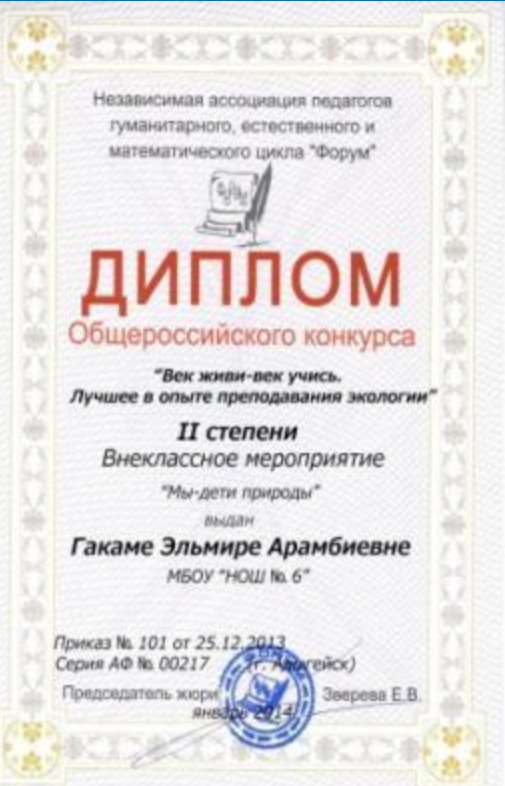 Независимая ассоциация педагогов
гуманитарного, естественного и
математического цикла "Форум"
ДИПЛОМ
Общероссийского конкурса
"Век живи-век учись.
Лучшее в опыте преподавания экологии"
II степени
Внеклассное мероприятие
"Мы-дети природы"
выдан
Гакаме Эльмире Арамбиевне
МБОУ "НОШ № 6"
Приказ № 101 от 25.12.2013
Серия АФ № 00217 (г. Адыгейск)
Председатель жюри Зверева Е.В.
январь 2014